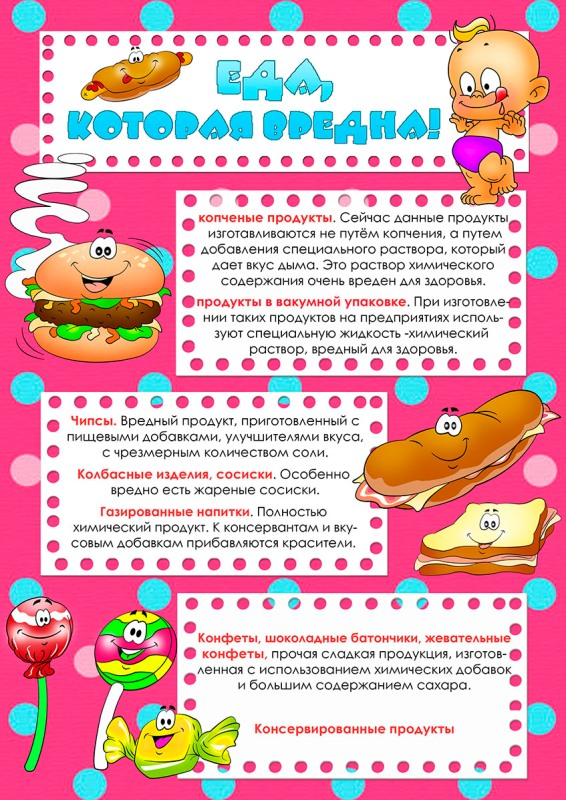 ЕДА,
КОТОРАЯ ВРЕДНА!
копченые продукты. Сейчас данные продукты
изготавливаются не путём копчения, а путем
добавления специального раствора, который
дает вкус дыма. Это раствор химического
содержания очень вреден для здоровья.
продукты в вакумной упаковке. При изготовле-
нии таких продуктов на предприятиях исполь-
зуют специальную жидкость -химический
раствор, вредный для здоровья.
Чипсы. Вредный продукт, приготовленный с
пищевыми добавками, улучшителями вкуса,
с чрезмерным количеством соли.
Колбасные изделия, сосиски. Особенно
вредно есть жареные сосиски.
Газированные напитки. Полностью
химический продукт. К консервантам и вку-
совым добавкам прибавляются красители.
Конфеты, шоколадные батончики, жевательные
конфеты, прочая сладкая продукция, изготов-
ленная с использованием химических добавок
и большим содержанием сахара.
Консервированные продукты